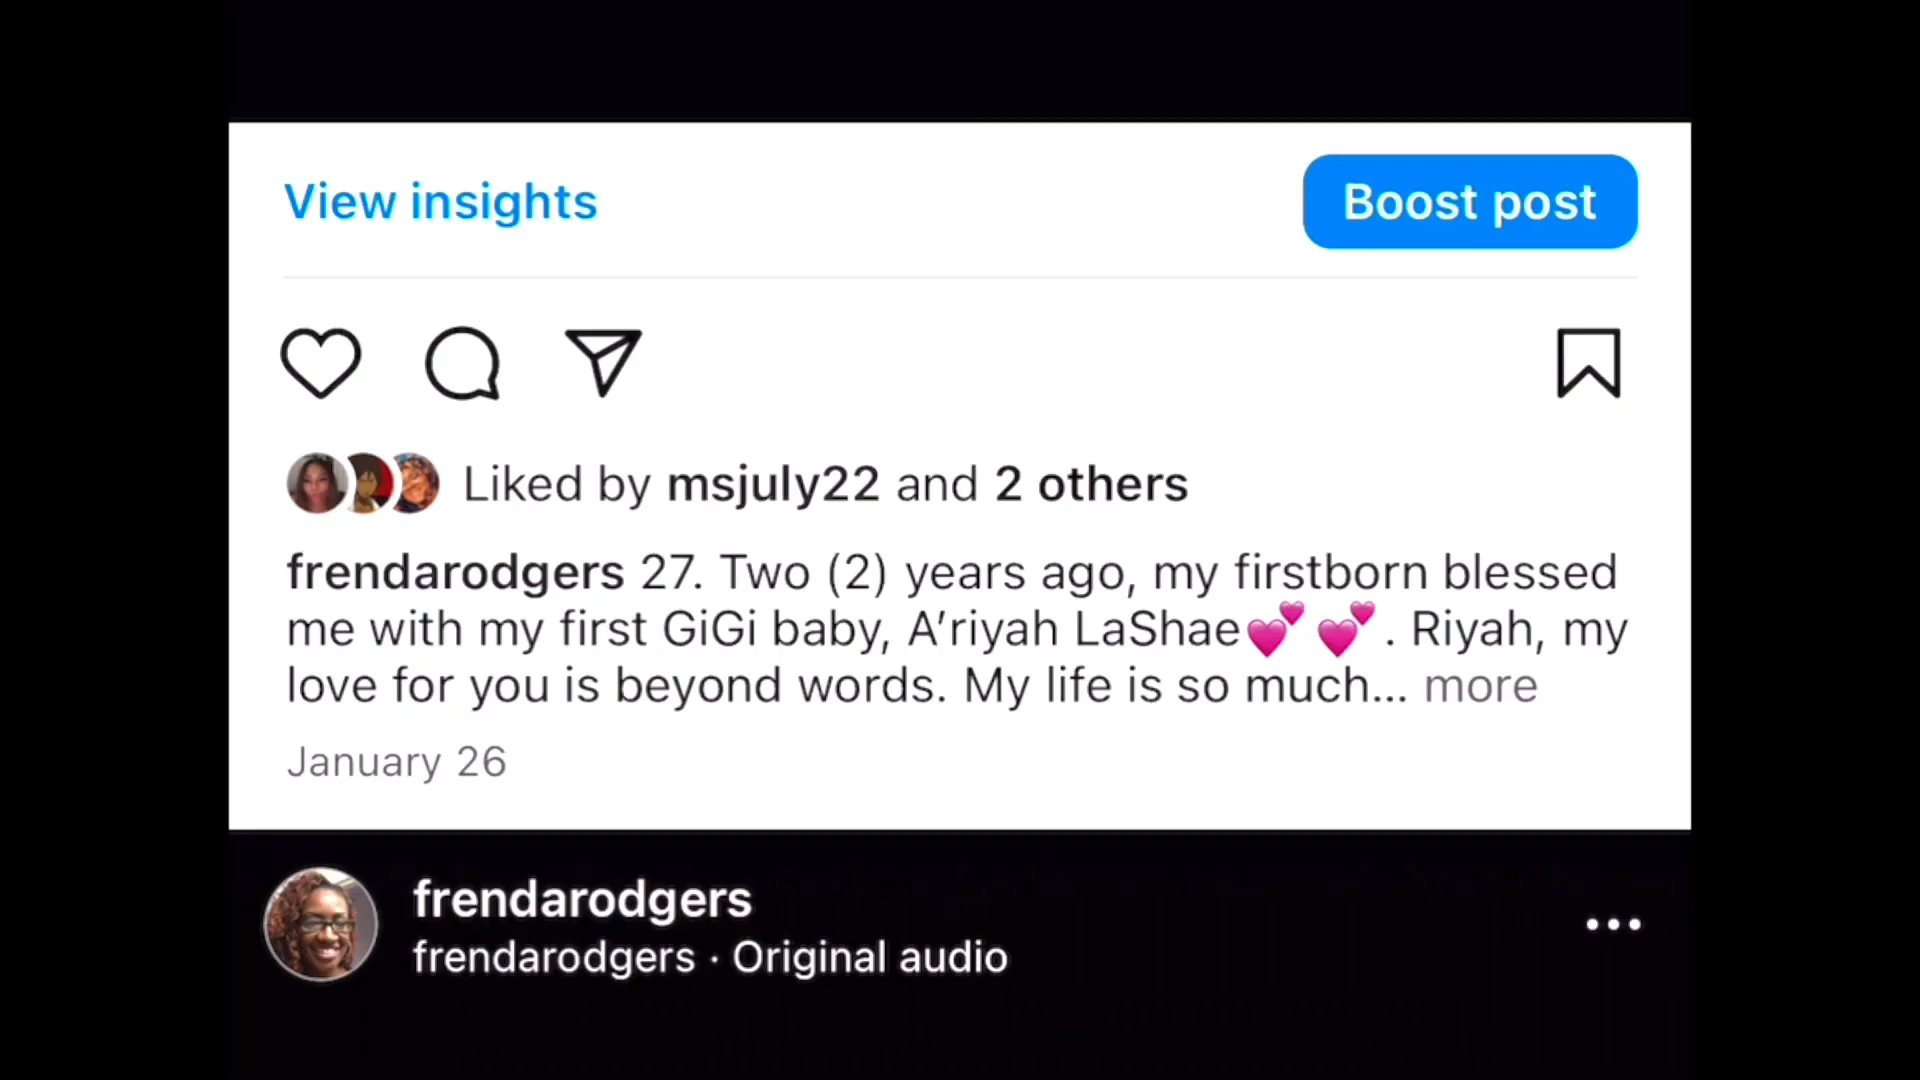 View insights
Boost post
Liked by msjuly22 and 2 others
frendarodgers 27. Two (2) years ago, my firstborn blessed
me with my first GiGi baby, A’riyah LaShae💕 💕. Riyah, my
love for you is beyond words. My life is so much... more
January 26
frendarodgers
frendarodgers · Original audio